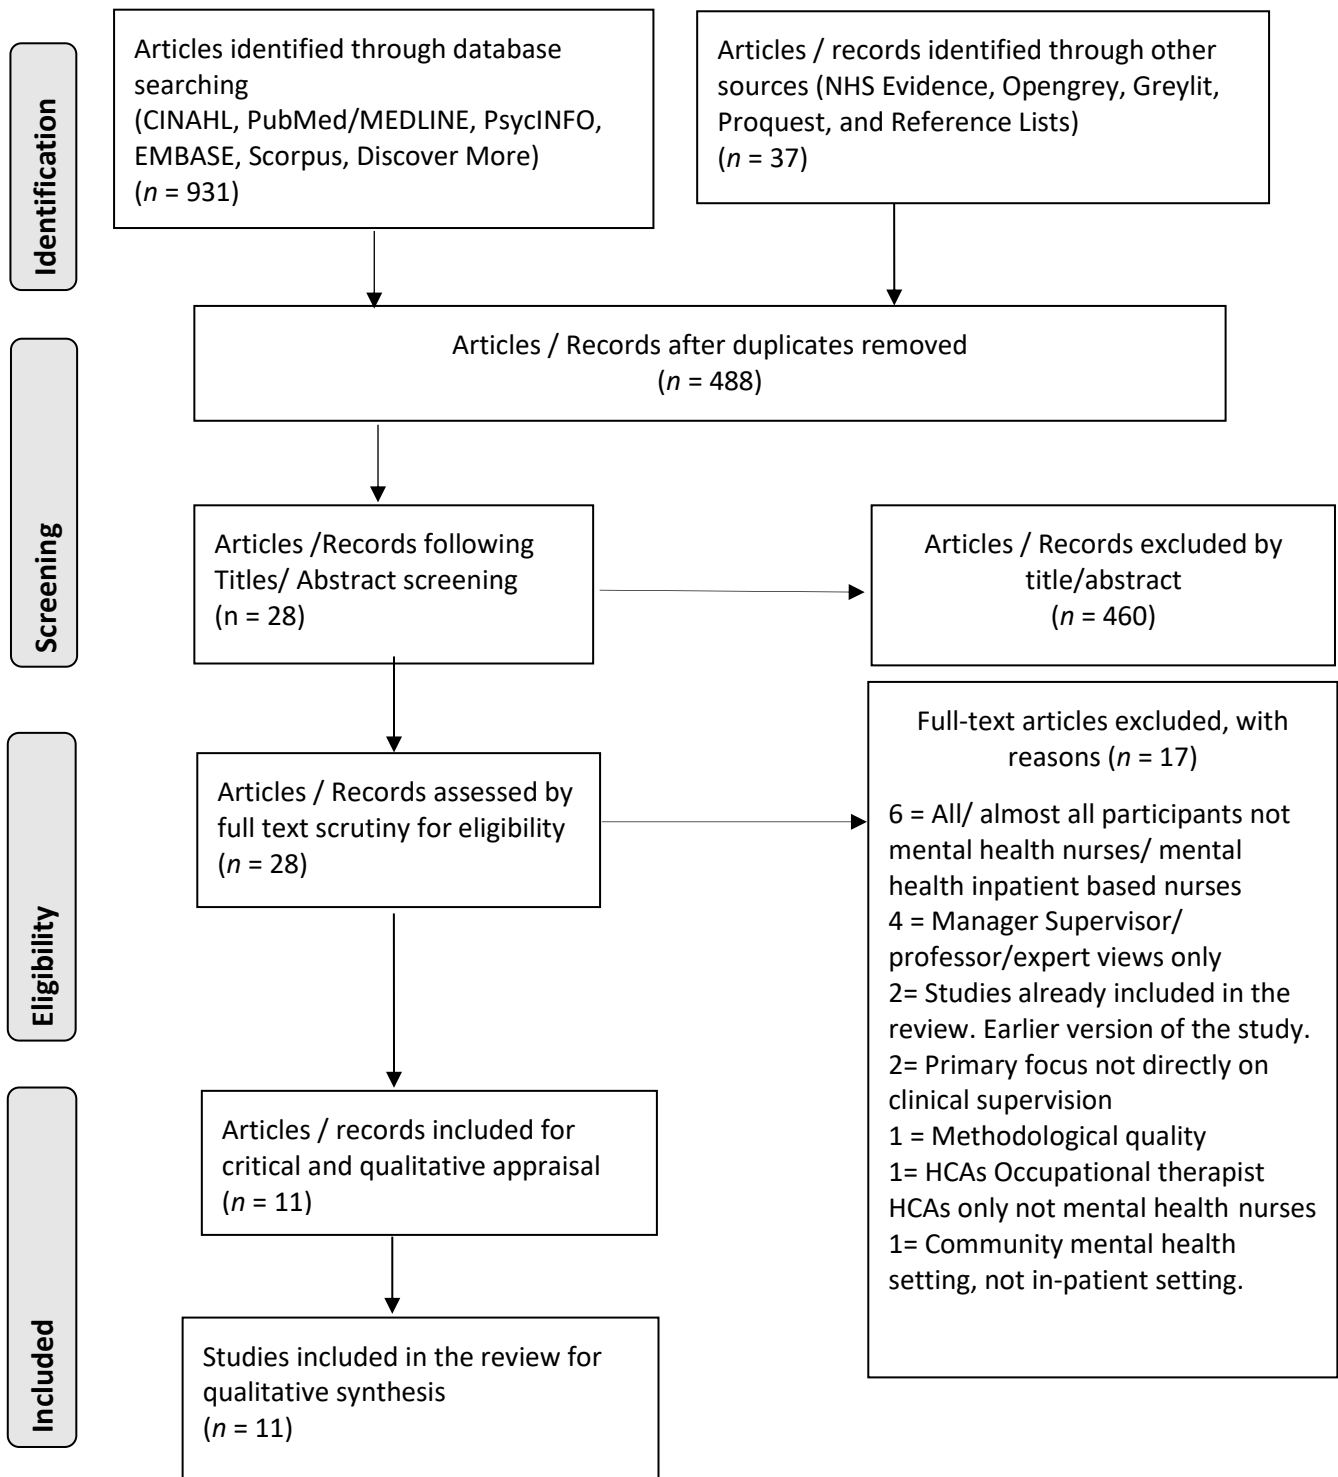 Identification
Articles identified through database
searching
(CINAHL, PubMed/MEDLINE, PsycINFO,
EMBASE, Scorpus, Discover More)
(n = 931)
Articles / records identified through other
sources (NHS Evidence, Opengrey, Greylit,
Proquest, and Reference Lists)
(n = 37)
Screening
Articles / Records after duplicates removed
(n = 488)
Articles /Records following
Titles/ Abstract screening
(n = 28)
Articles / Records excluded by
title/abstract
(n = 460)
Eligibility
Articles / Records assessed by
full text scrutiny for eligibility
(n = 28)
Full-text articles excluded, with
reasons (n = 17)
6 = All/ almost all participants not
mental health nurses/ mental
health inpatient based nurses
4 = Manager Supervisor/
professor/expert views only
2= Studies already included in the
review. Earlier version of the study.
2= Primary focus not directly on
clinical supervision
1 = Methodological quality
1= HCAs Occupational therapist
HCAs only not mental health nurses
1= Community mental health
setting, not in-patient setting.
Included
Articles / records included for
critical and qualitative appraisal
(n = 11)
Studies included in the review for
qualitative synthesis
(n = 11)